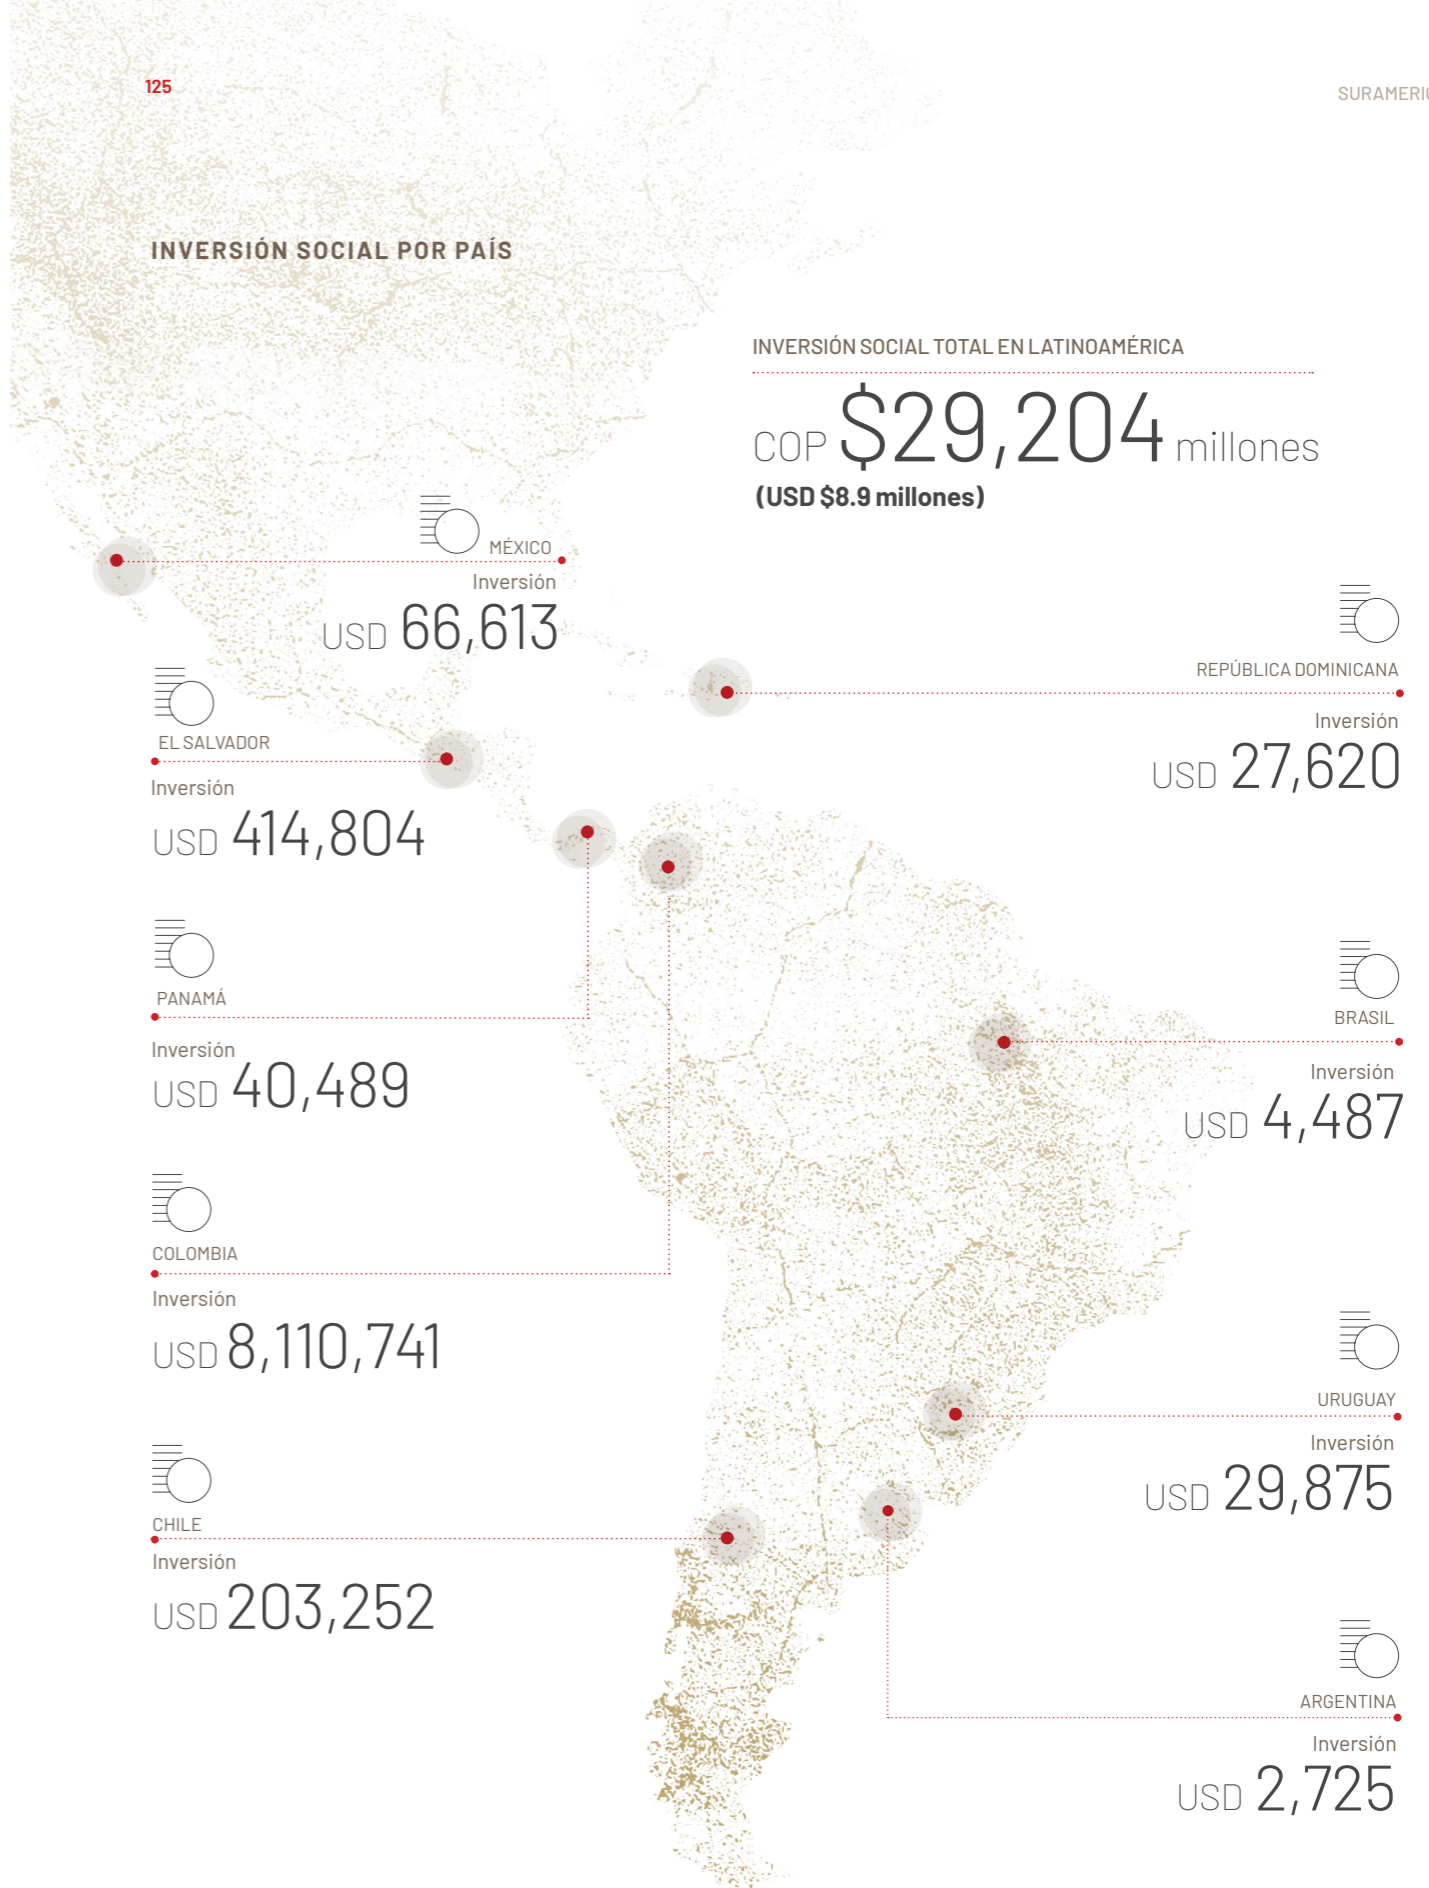 125
INVERSIÓN SOCIAL POR PAÍS
INVERSIÓN SOCIAL TOTAL EN LATINOAMÉRICA
COP $29,204 millones
(USD $8.9 millones)
MÉXICO
Inversión
USD 66,613
REPÚBLICA DOMINICANA
Inversión
USD 27,620
EL SALVADOR
Inversión
USD 414,804
PANAMÁ
Inversión
USD 40,489
BRASIL
Inversión
USD 4,487
COLOMBIA
Inversión
USD 8,110,741
URUGUAY
Inversión
USD 29,875
CHILE
Inversión
USD 203,252
ARGENTINA
Inversión
USD 2,725